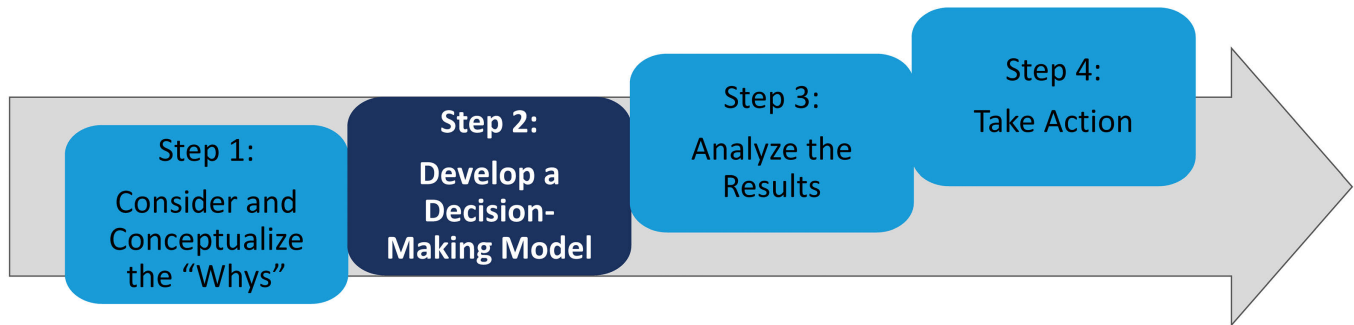 Step 1:
Consider and
Conceptualize
the “Whys”
Step 2:
Develop a
Decision-
Making Model
Step 3:
Analyze the
Results
Step 4:
Take Action